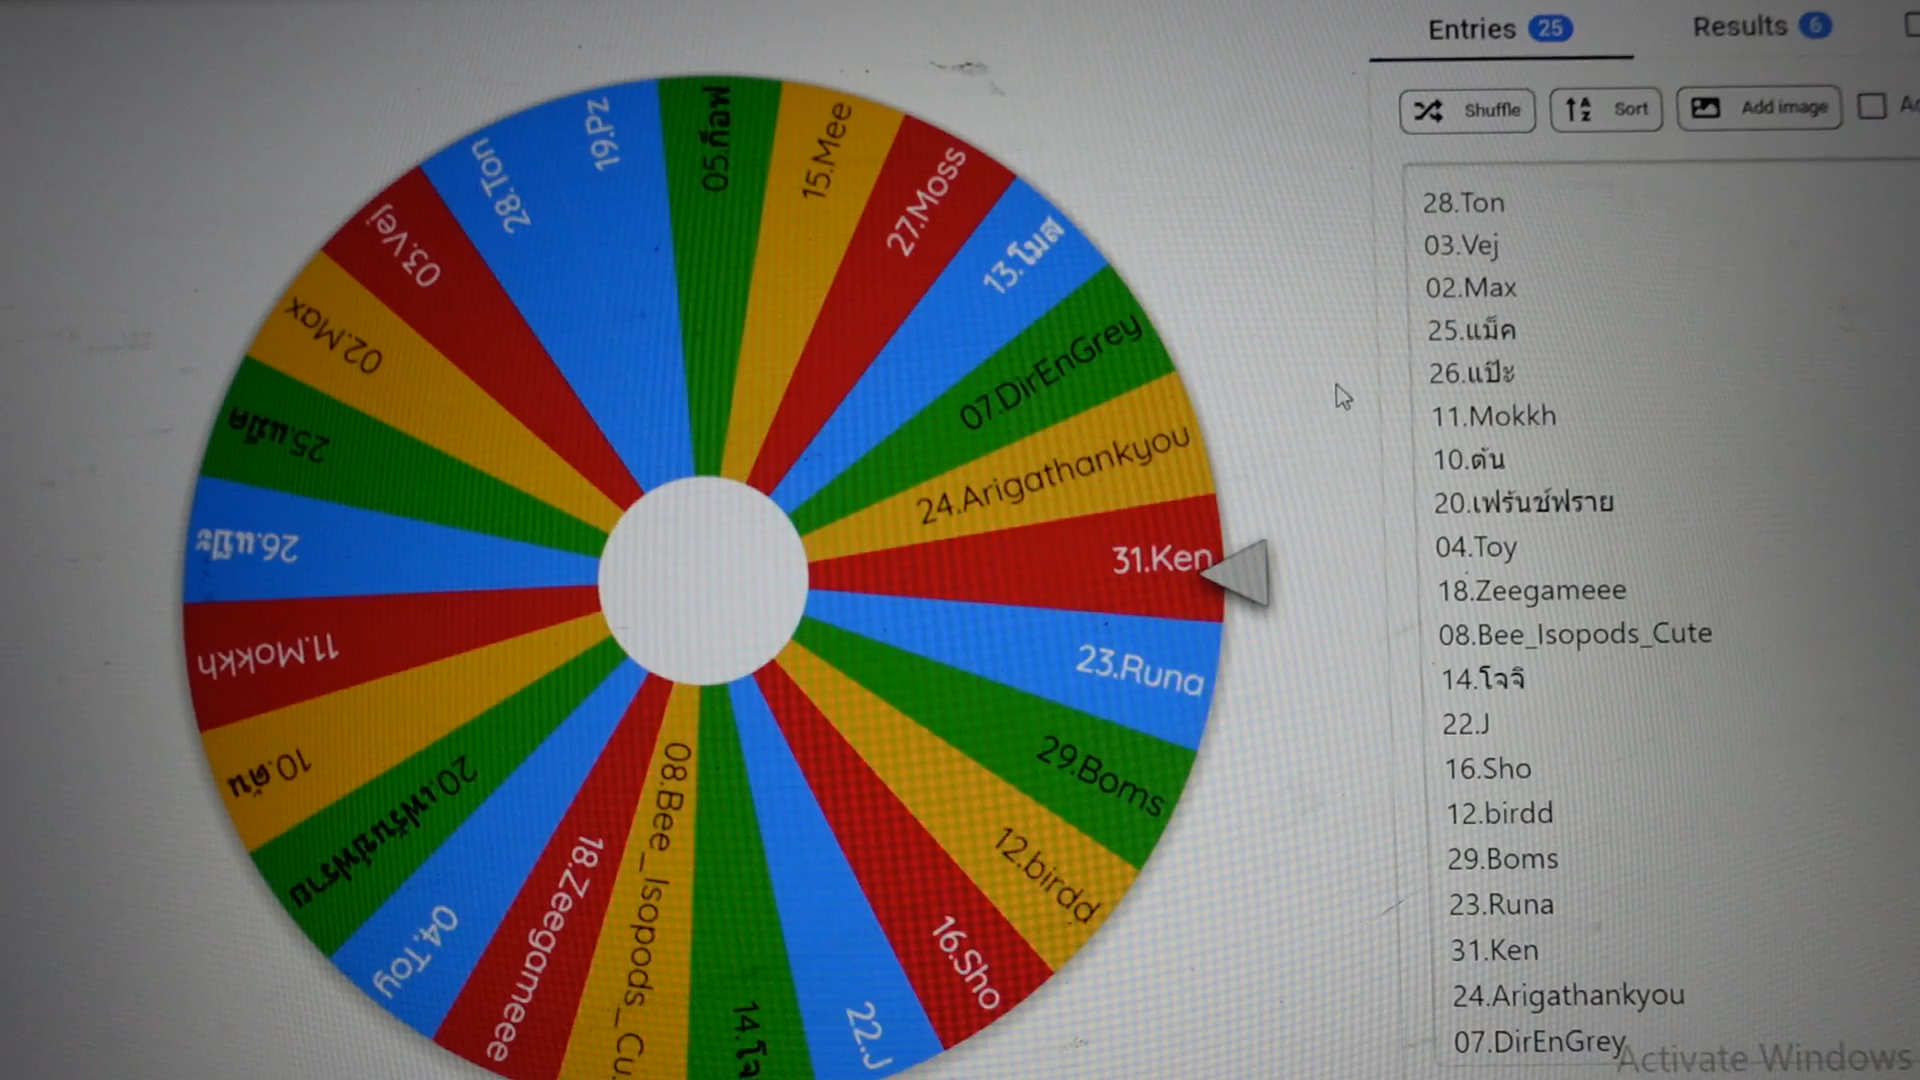 Entries 25 Results 6
Shuffle Sort Add image
28.Ton
03.Vej
02.Max
25.แม็ค
26.แป๊ะ
11.Mokkh
10.ต้น
20.เฟรันช์ฟราย
04.Toy
18.Zeegameee
08.Bee_Isopods_Cute
14.โจจิ
22.J
16.Sho
12.birdd
29.Boms
23.Runa
31.Ken
24.Arigathankyou
07.DirEnGrey
Activate Windows
19.Pz
05.ก็อฟ
15.Mee
27.Moss
13.โมส
07.DirEnGrey
24.Arigathankyou
31.Ken
23.Runa
29.Boms
12.birdd
16.Sho
22.J
14.โจ
08.Bee_Isopods_Cu
18.Zeegameee
04.Toy
20.เฟรันช์ฟราย
10.ต้น
11.Mokkh
26.แป๊ะ
25.แม็ค
02.Max
03.Vej
28.Ton